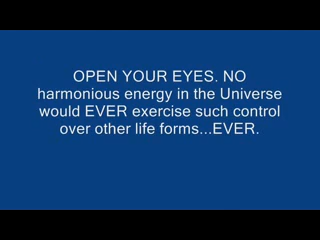 OPEN YOUR EYES. NO
harmonious energy in the Universe
would EVER exercise such control
over other life forms...EVER.